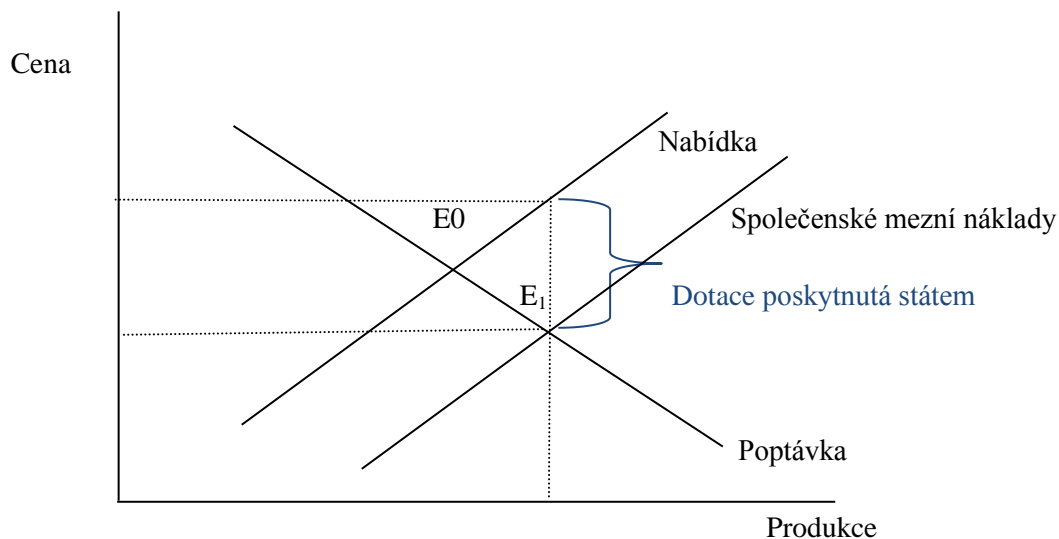 Cena
Nabídka
E0
Společenské mezní náklady
E₁
Dotace poskytnutá státem
Poptávka
Produkce